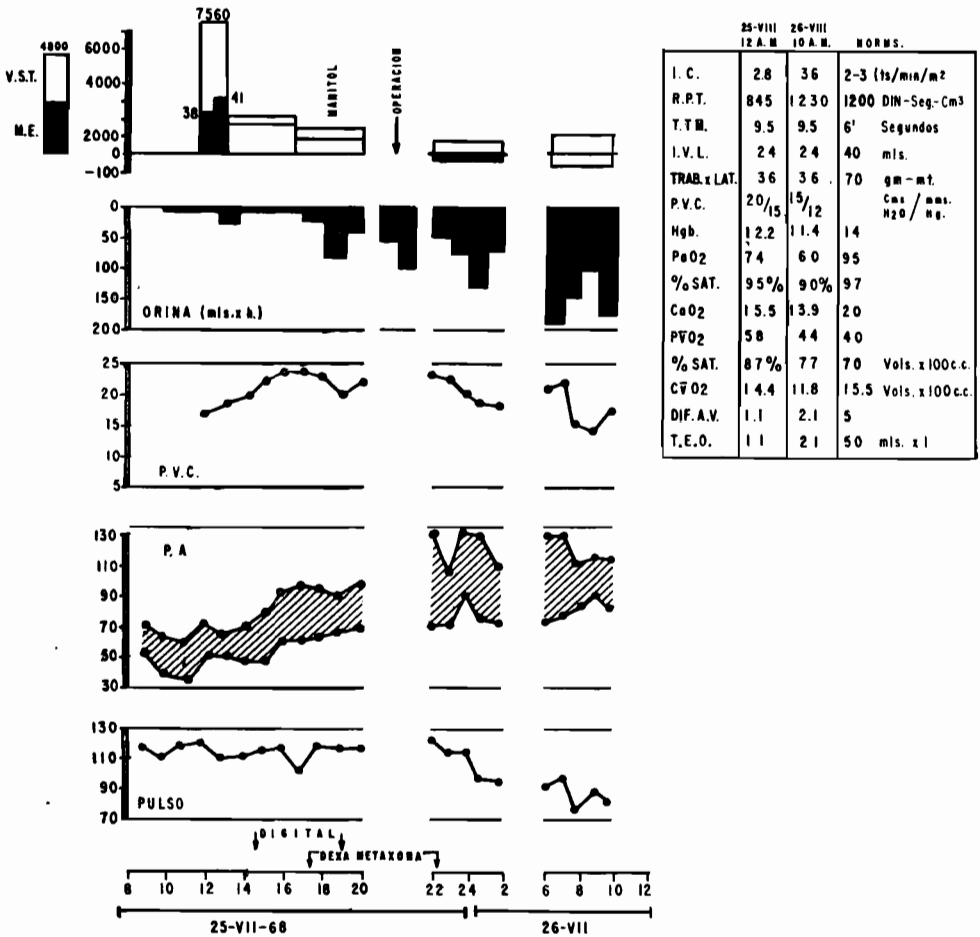 7560
4800
V.S.T.
M.E.
6000
4000
2000
0
-100
38
41
MANITOL
OPERACION
0
50
100
150
200
ORINA (mls.x h.)
25
20
15
10
5
P.V.C.
130
110
90
70
50
30
P.A
130
110
90
70
PULSO
DIGITAL
DEXA METAXONA
8 10 12 14 16 18 20 22 24 2 6 8 10 12
25-VII-68 26-VII
25-VIII 26-VIII
12 A.M 10 A.M. NORMS.
I.C. 2.8 36 2-3 (ts/min/m2
R.P.T. 845 1230 1200 DIN-Seg.-Cm3
T.T M. 9.5 9.5 6' Segundos
I.V.L. 24 24 40 mls.
TRAB.x LAT. 36 36 70 gm-mt.
P.V.C. 20/15 15/12 Cms / mms. H2O / Hg.
Hgb. 12.2 11.4 14
PaO2 74 60 95
% SAT. 95% 90% 97
CaO2 15.5 13.9 20
PV̄O2 58 44 40
% SAT. 87% 77 70 Vols. x 100 c.c.
CV̄O2 14.4 11.8 15.5 Vols. x 100 c.c.
DIF. A.V. 1.1 2.1 5
T.E.O. 11 21 50 mls. x 1